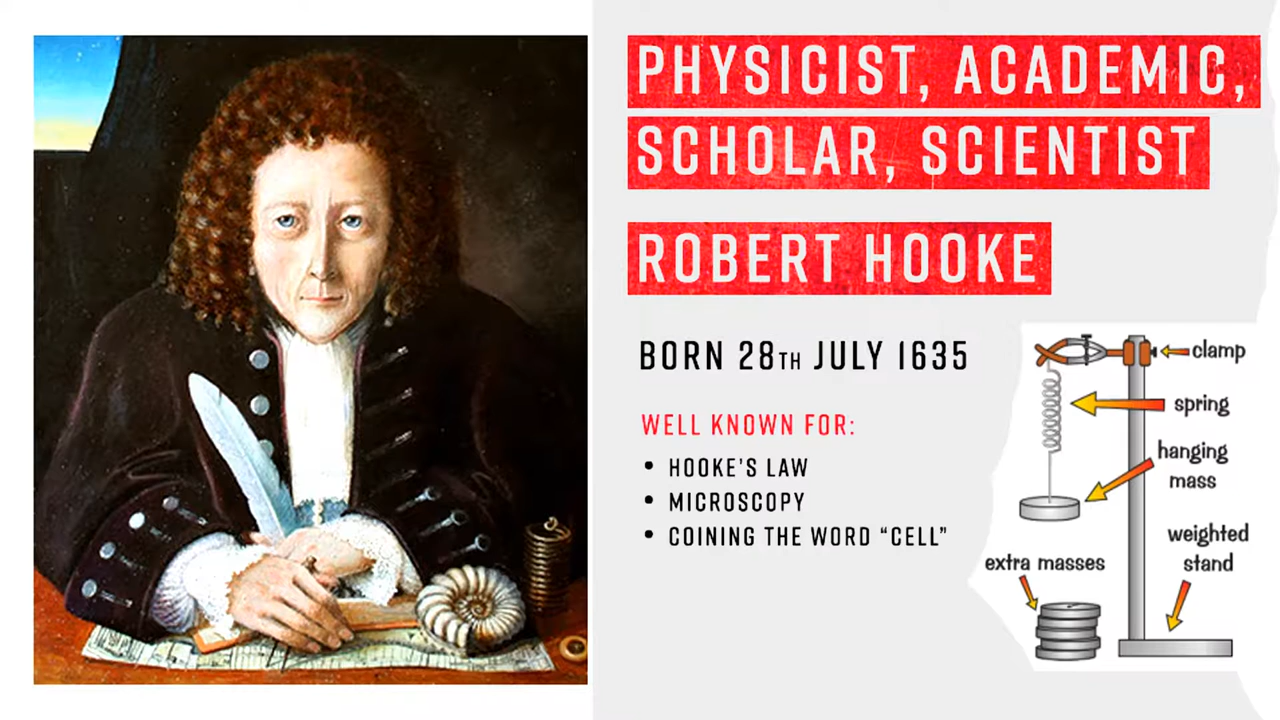 PHYSICIST, ACADEMIC,
SCHOLAR, SCIENTIST
ROBERT HOOKE
BORN 28TH JULY 1635
WELL KNOWN FOR:
• HOOKE'S LAW
• MICROSCOPY
• COINING THE WORD “CELL”
clamp
spring
hanging
mass
weighted
stand
extra masses